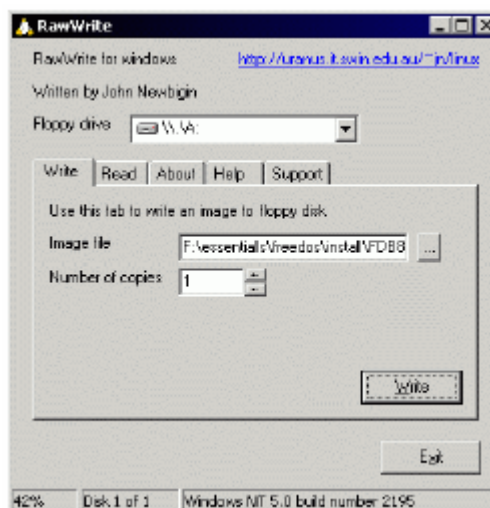 RawWrite
RawWrite for windows http://uranus.it.swin.edu.au/~jn/linux
Written by John Newbigin
Floppy drive \\.\A:
Write Read About Help Support
Use this tab to write an image to floppy disk
Image file F:\essentials\freedos\install\FDB8 ...
Number of copies 1
Write
Exit
42% Disk 1 of 1 Windows NT 5.0 build number 2195